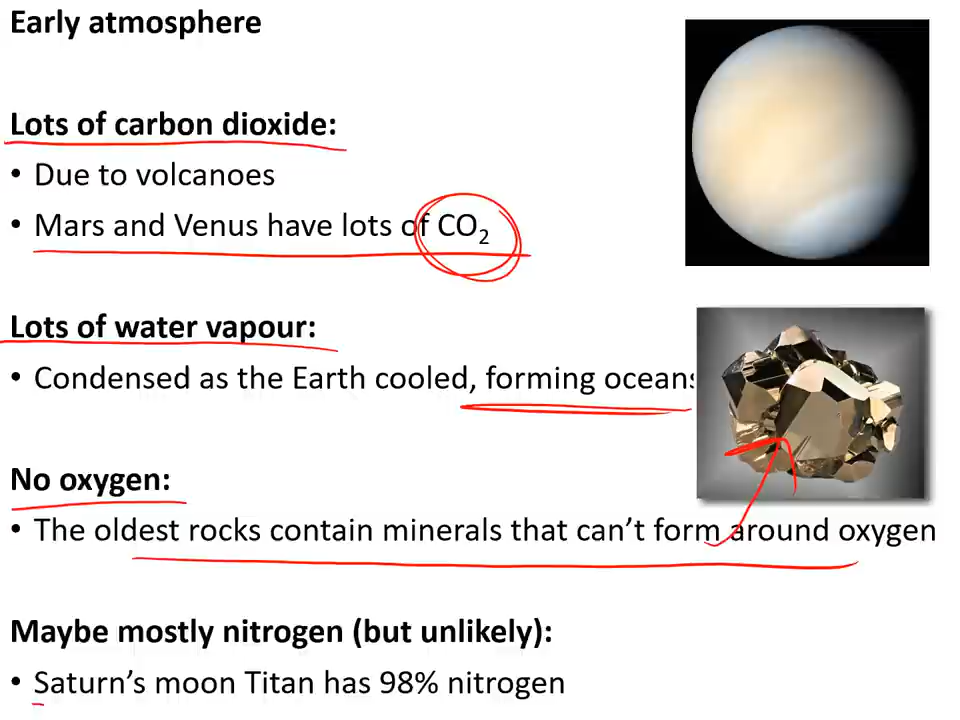 Early atmosphere
Lots of carbon dioxide:
• Due to volcanoes
• Mars and Venus have lots of CO₂
Lots of water vapour:
• Condensed as the Earth cooled, forming oceans
No oxygen:
• The oldest rocks contain minerals that can’t form around oxygen
Maybe mostly nitrogen (but unlikely):
• Saturn’s moon Titan has 98% nitrogen